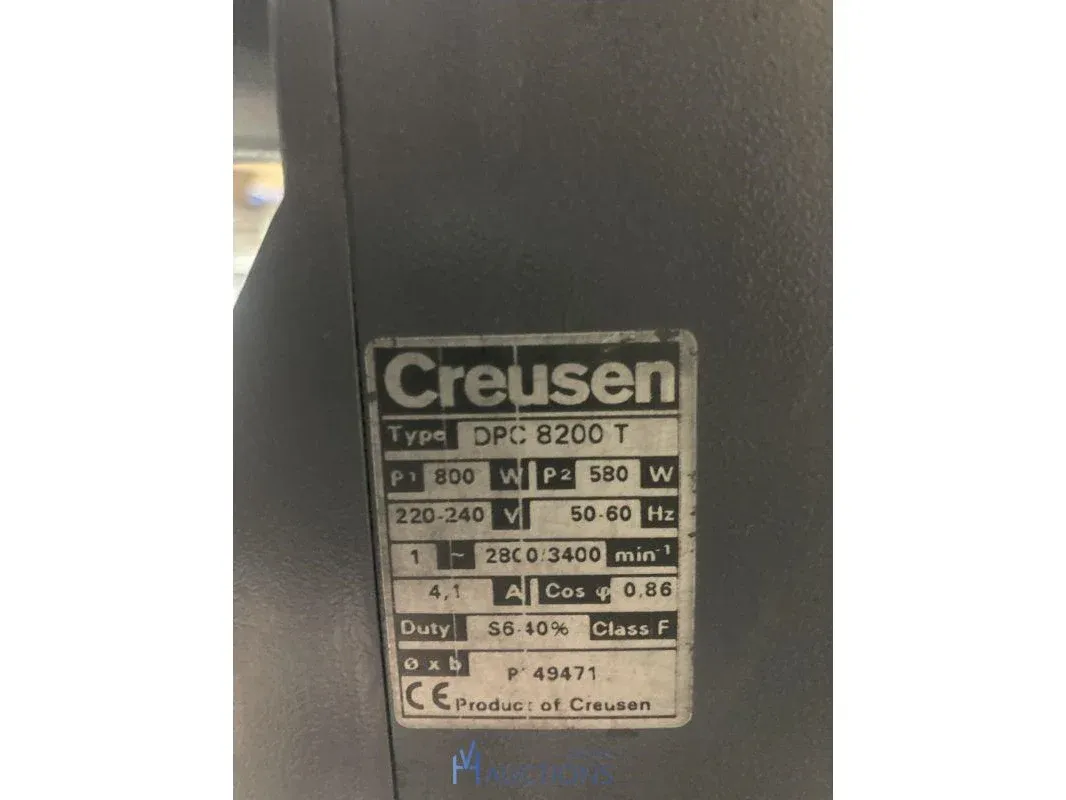 Creusen
Type DPC 8200 T
P1 800 W P2 580 W
220-240 V 50-60 Hz
1 ~ 2800/3400 min⁻¹
4,1 A Cos φ 0.86
Duty S6-40% Class F
Ø x b
49471
CE Product of Creusen
AUCTIONS